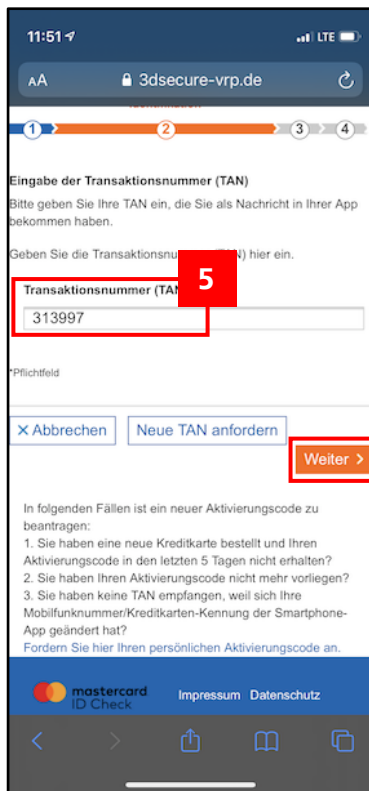 11:51 LTE
AA 3dsecure-vrp.de
1 2 3 4
Eingabe der Transaktionsnummer (TAN)
Bitte geben Sie Ihre TAN ein, die Sie als Nachricht in Ihrer App
bekommen haben.
Geben Sie die Transaktionsnu N) hier ein.
5
Transaktionsnummer (TAN
313997
*Pflichtfeld
× Abbrechen Neue TAN anfordern
Weiter >
In folgenden Fällen ist ein neuer Aktivierungscode zu
beantragen:
1. Sie haben eine neue Kreditkarte bestellt und Ihren
Aktivierungscode in den letzten 5 Tagen nicht erhalten?
2. Sie haben Ihren Aktivierungscode nicht mehr vorliegen?
3. Sie haben keine TAN empfangen, weil sich Ihre
Mobilfunknummer/Kreditkarten-Kennung der Smartphone-
App geändert hat?
Fordern Sie hier Ihren persönlichen Aktivierungscode an.
mastercard
ID Check
Impressum Datenschutz